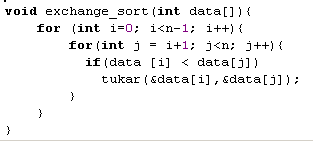 void exchange_sort(int data[]){
    for (int i=0; i<n-1; i++){
        for(int j = i+1; j<n; j++){
          if(data [i] < data[j])
            tukar(&data[i],&data[j]);
        }
    }
}